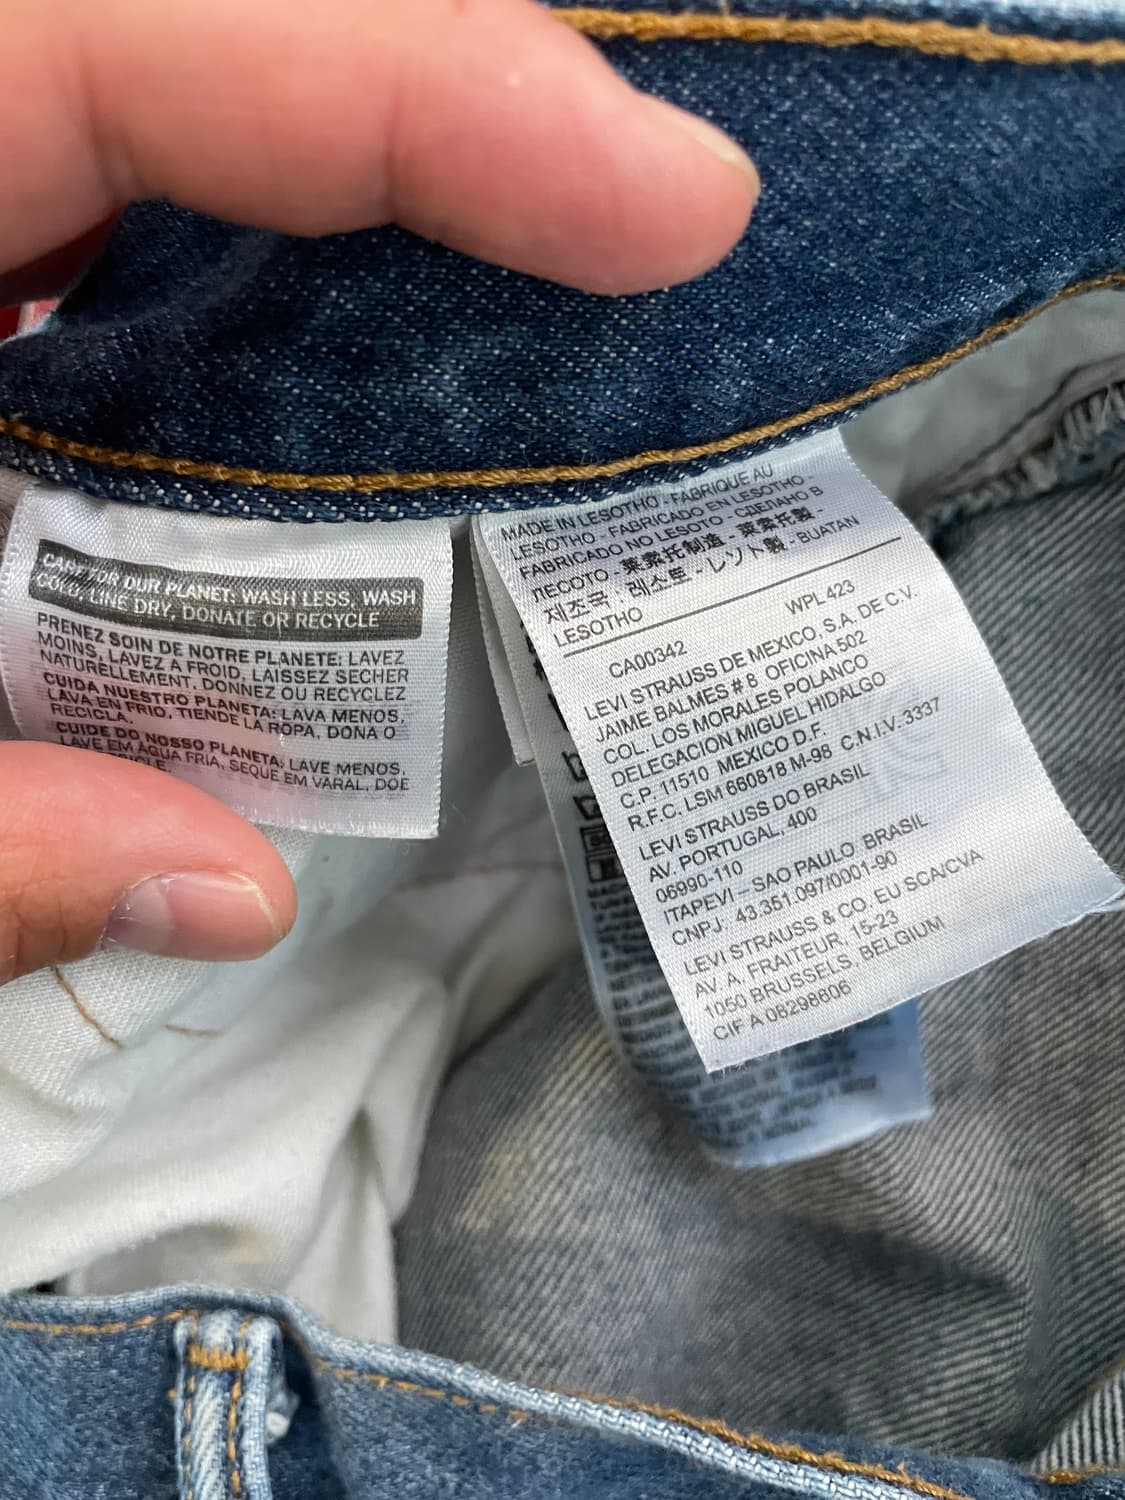 CARE FOR OUR PLANET: WASH LESS, WASH
COLD, LINE DRY, DONATE OR RECYCLE
PRENEZ SOIN DE NOTRE PLANETE: LAVEZ
MOINS, LAVEZ A FROID, LAISSEZ SECHER
NATURELLEMENT, DONNEZ OU RECYCLEZ
CUIDA NUESTRO PLANETA: LAVA MENOS,
LAVA EN FRIO, TIENDE LA ROPA, DONA O
RECICLA.
CUIDE DO NOSSO PLANETA: LAVE MENOS,
LAVE EM ÁGUA FRIA, SEQUE EM VARAL, DOE
MADE IN LESOTHO - FABRIQUE AU
LESOTHO - FABRICADO EN LESOTHO -
FABRICADO NO LESOTO - СДЕЛАНО В
ЛЕСОТО - 莱索托制造 - 萊索托製 -
제조국 : 레소토 - レソト製 - BUATAN
LESOTHO
CA00342 WPL 423
LEVI STRAUSS DE MEXICO, S.A. DE C.V.
JAIME BALMES # 8 OFICINA 502
COL. LOS MORALES POLANCO
DELEGACION MIGUEL HIDALGO
C.P. 11510 MEXICO D.F.
R.F.C. LSM 660818 M-98 C.N.I.V. 3337
LEVI STRAUSS DO BRASIL
AV. PORTUGAL, 400
06990-110
ITAPEVI – SAO PAULO BRASIL
CNPJ: 43.351.097/0001-90
LEVI STRAUSS & CO. EU SCA/CVA
AV. A. FRAITEUR, 15-23
1050 BRUSSELS, BELGIUM
CIF A 08298606